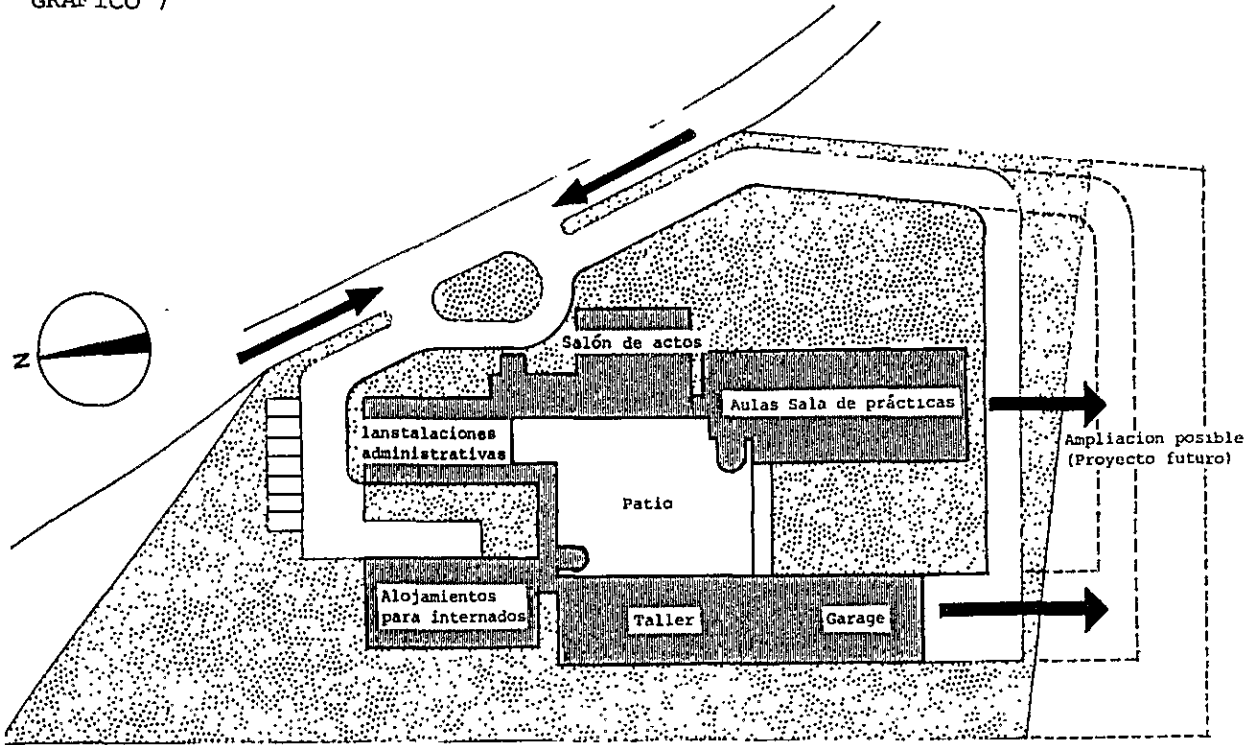 GRAFICO 7
N
Salón de actos
Aulas Sala de prácticas
Ianstalaciones
administrativas
Ampliacion posible
(Proyecto futuro)
Patio
Alojamientos
para internados
Taller
Garage